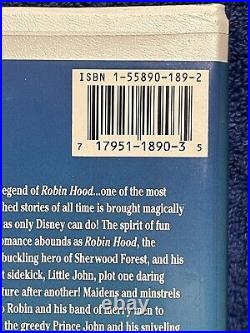 ISBN 1-55890-189-2
7 17951-11890-3 5
egend of Robin Hood...one of the most
hed stories of all time is brought magically
as only Disney can do! The spirit of fun
omance abounds as Robin Hood, the
buckling hero of Sherwood Forest, and his
t sidekick, Little John, plot one daring
ture after another! Maidens and minstrels
o Robin and his band of merry men to
the greedy Prince John and his sniveling